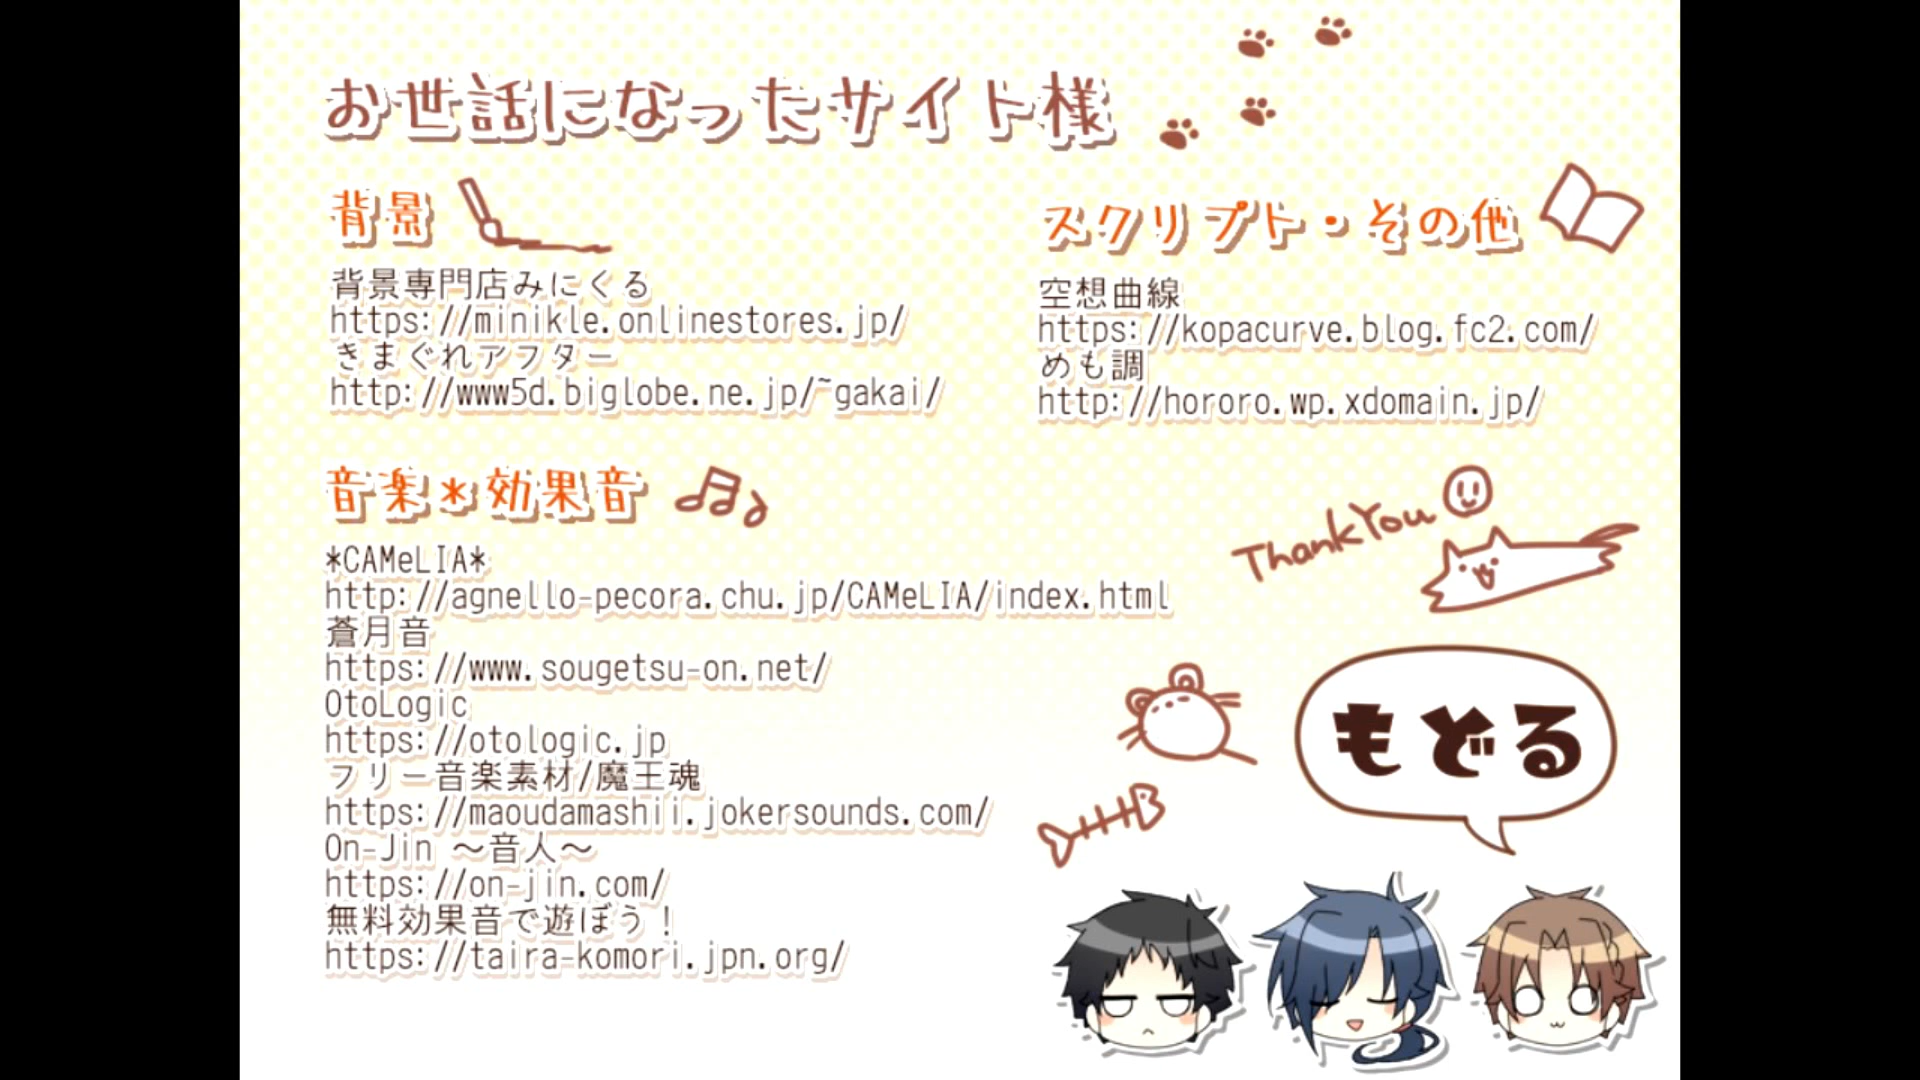 お世話になったサイト様
背景
背景専門店みにくる
https://minikle.onlinestores.jp/
きまぐれアフター
http://www5d.biglobe.ne.jp/~gakai/
スクリプト・その他
空想曲線
https://kopacurve.blog.fc2.com/
めも調
http://hororo.wp.xdomain.jp/
音楽＊効果音
*CAMeLIA*
http://agnello-pecora.chu.jp/CAMeLIA/index.html
蒼月音
https://www.sougetsu-on.net/
OtoLogic
https://otologic.jp
フリー音楽素材/魔王魂
https://maoudamashii.jokersounds.com/
On-Jin ～音人～
https://on-jin.com/
無料効果音で遊ぼう！
https://taira-komori.jpn.org/
ThankYou
もどる